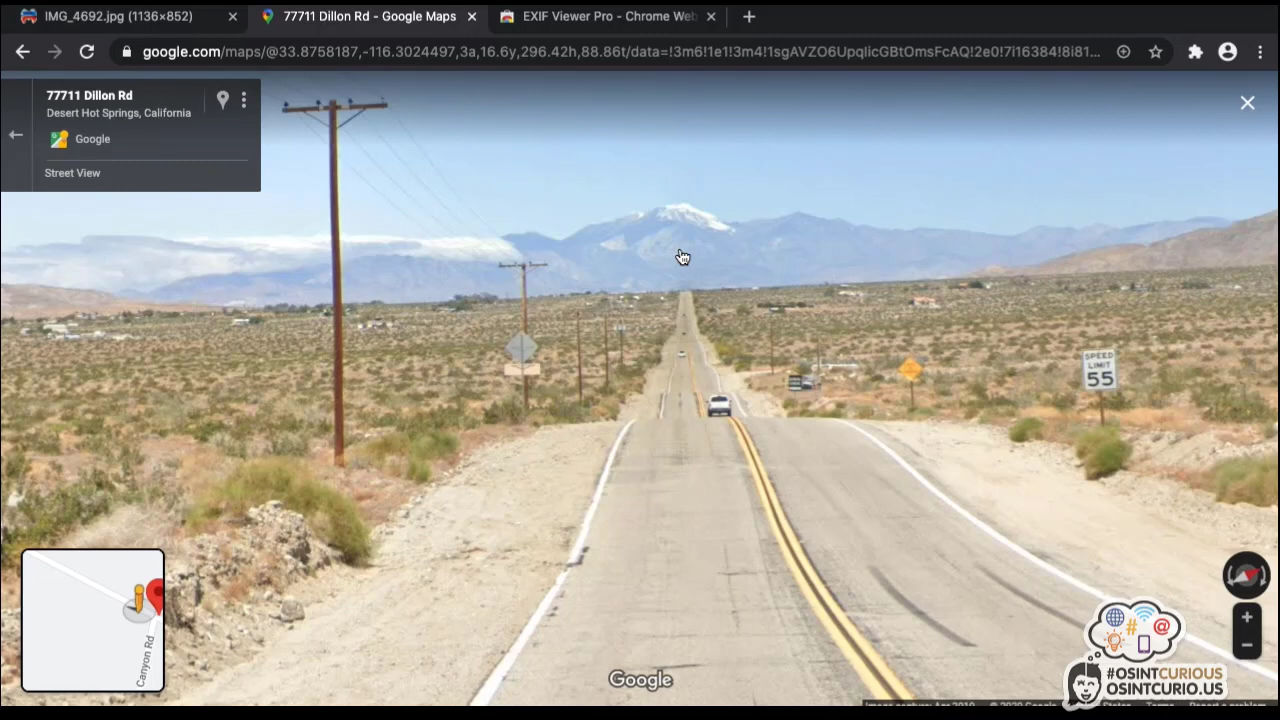 IMG_4692.jpg (1136×852)
77711 Dillon Rd - Google Maps
EXIF Viewer Pro - Chrome Web
google.com/maps/@33.8758187,-116.3024497,3a,16.6y,296.42h,88.86t/data=!3m6!1e1!3m4!1sgAVZO6UpqlicGBtOmsFcAQ!2e0!7i16384!8i81...
77711 Dillon Rd
Desert Hot Springs, California
Google
Street View
SPEED
LIMIT
55
Canyon Rd
Google
#OSINTCURIOUS
OSINTCURIO.US